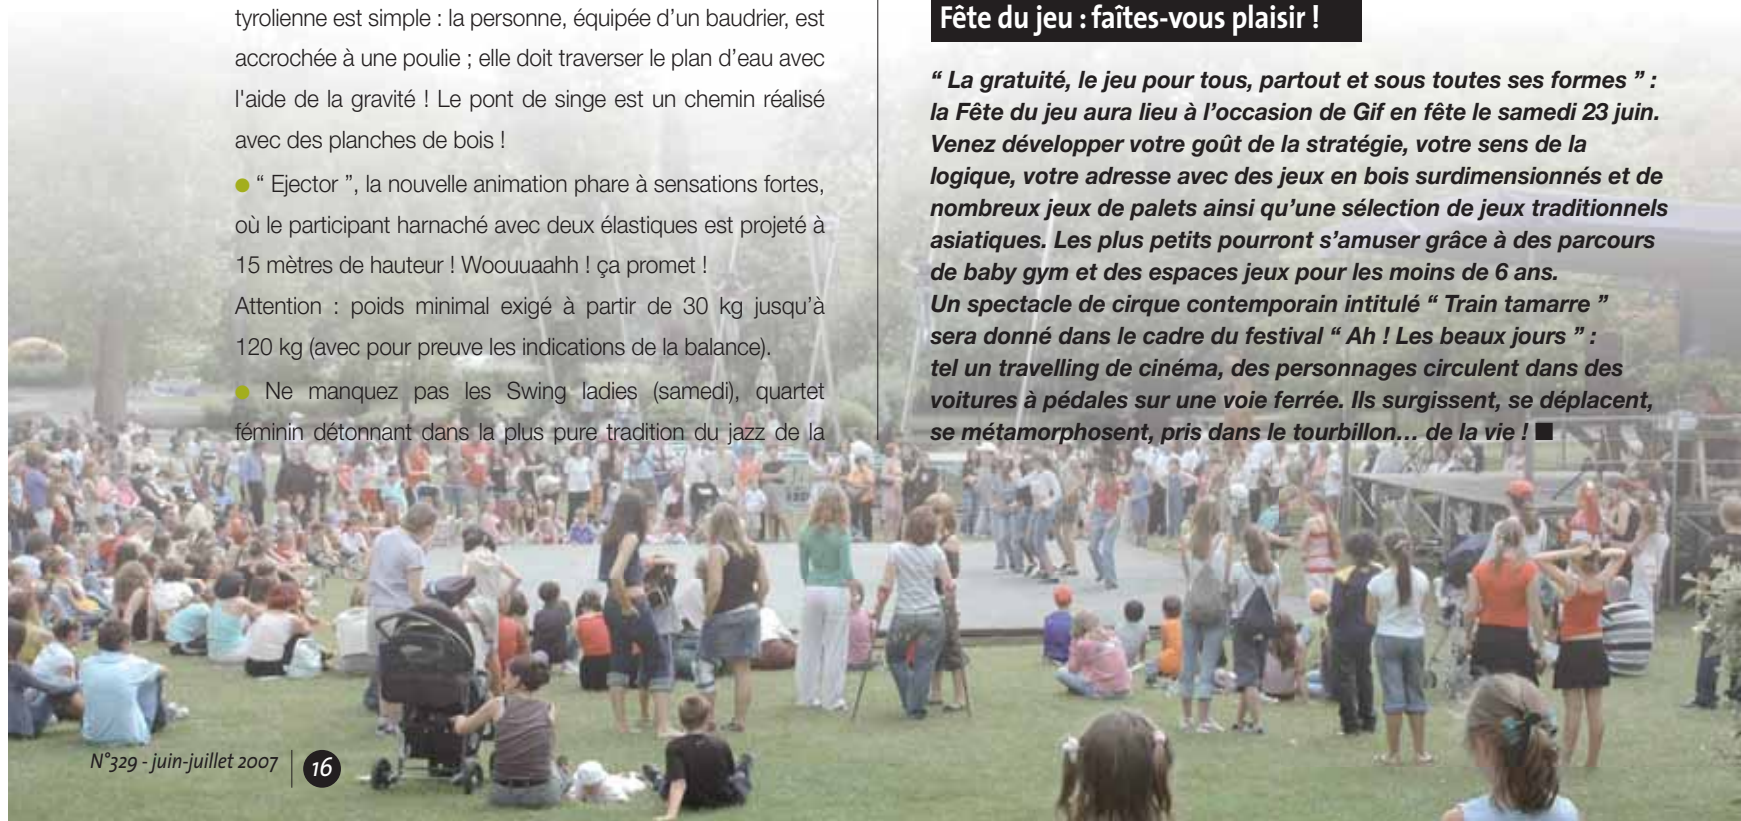 tyrolienne est simple : la personne, équipée d’un baudrier, est
accrochée à une poulie ; elle doit traverser le plan d’eau avec
l'aide de la gravité ! Le pont de singe est un chemin réalisé
avec des planches de bois !
● “ Ejector ”, la nouvelle animation phare à sensations fortes,
où le participant harnaché avec deux élastiques est projeté à
15 mètres de hauteur ! Woouuaahh ! ça promet !
Attention : poids minimal exigé à partir de 30 kg jusqu’à
120 kg (avec pour preuve les indications de la balance).
● Ne manquez pas les Swing ladies (samedi), quartet
féminin détonnant dans la plus pure tradition du jazz de la
Fête du jeu : faîtes-vous plaisir !
“ La gratuité, le jeu pour tous, partout et sous toutes ses formes ” :
la Fête du jeu aura lieu à l’occasion de Gif en fête le samedi 23 juin.
Venez développer votre goût de la stratégie, votre sens de la
logique, votre adresse avec des jeux en bois surdimensionnés et de
nombreux jeux de palets ainsi qu’une sélection de jeux traditionnels
asiatiques. Les plus petits pourront s’amuser grâce à des parcours
de baby gym et des espaces jeux pour les moins de 6 ans.
Un spectacle de cirque contemporain intitulé “ Train tamarre ”
sera donné dans le cadre du festival “ Ah ! Les beaux jours ” :
tel un travelling de cinéma, des personnages circulent dans des
voitures à pédales sur une voie ferrée. Ils surgissent, se déplacent,
se métamorphosent, pris dans le tourbillon… de la vie ! ■
N°329 - juin-juillet 2007 | 16